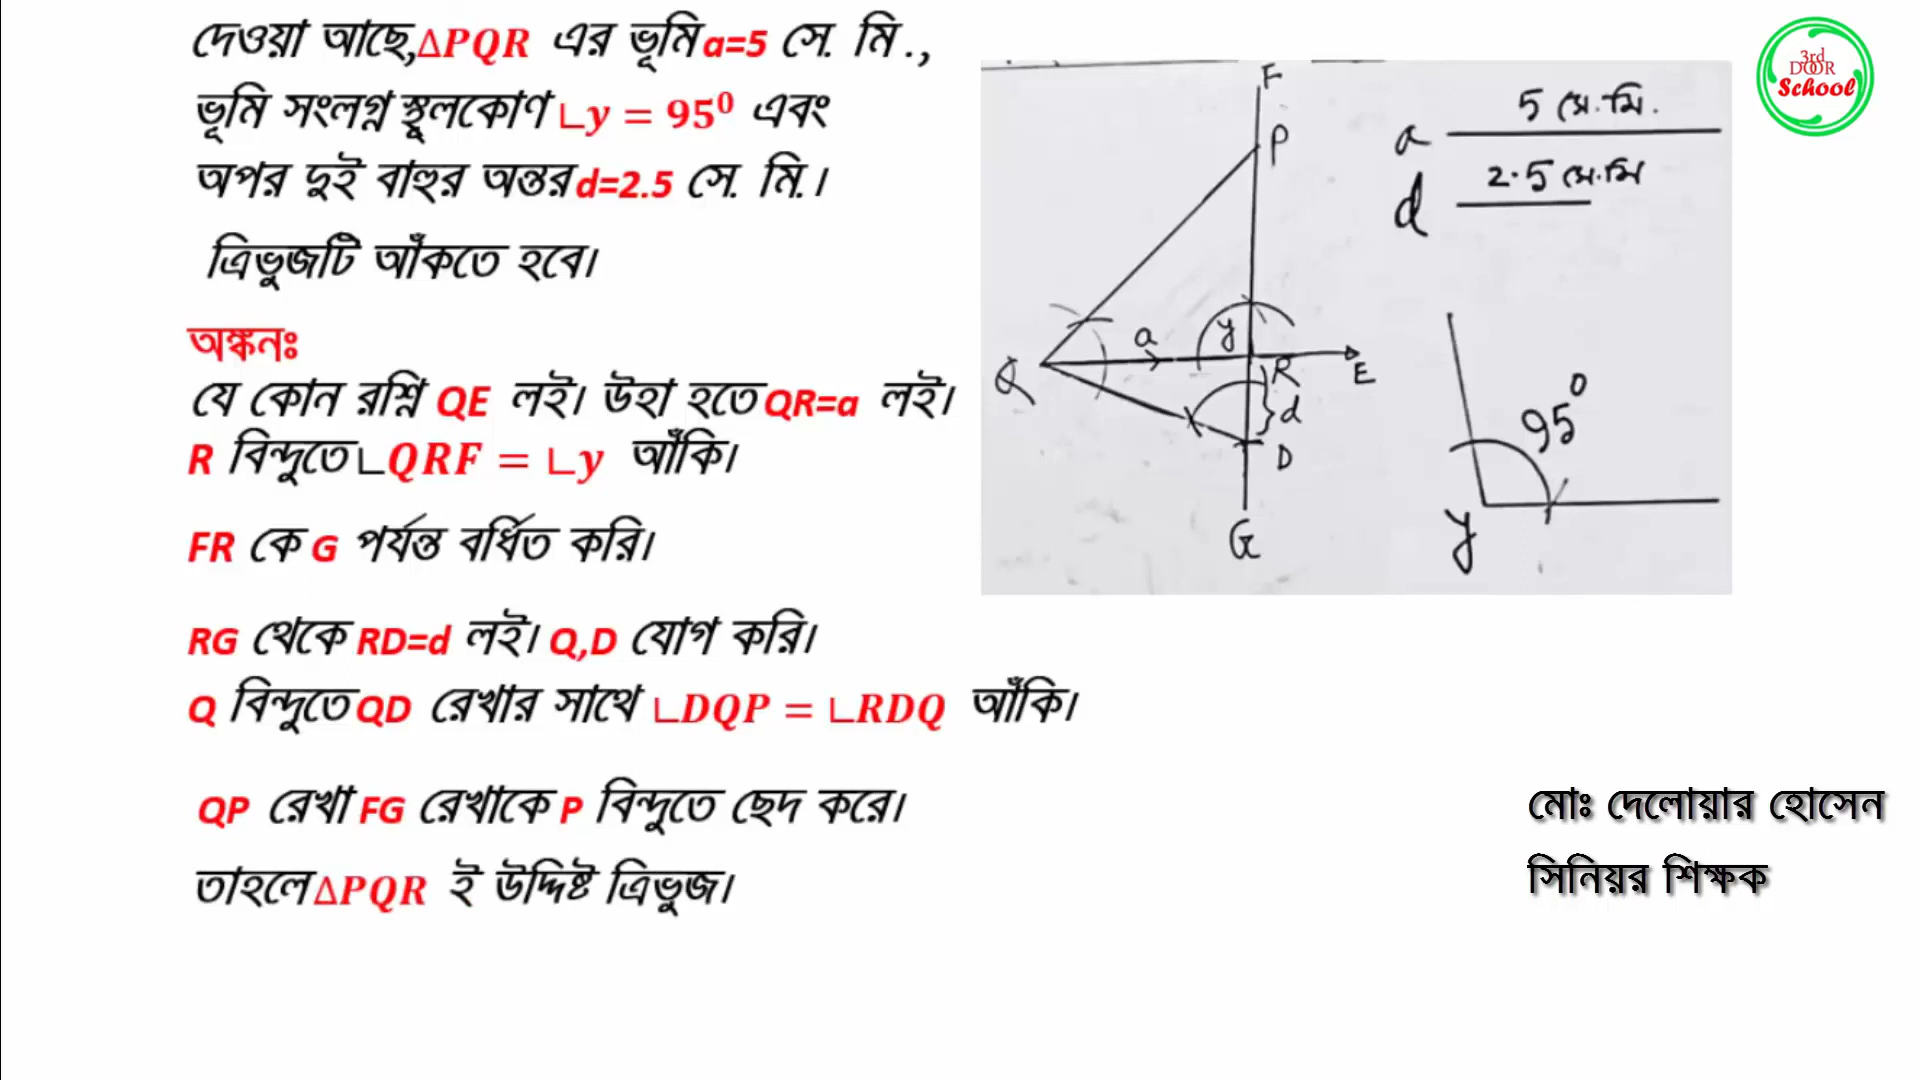 দেওয়া আছে,∆PQR এর ভূমি a=5 সে. মি.,
ভূমি সংলগ্ন স্থূলকোণ ∟y = 95⁰ এবং
অপর দুই বাহুর অন্তর d=2.5 সে. মি.।
ত্রিভুজটি আঁকতে হবে।
অঙ্কনঃ
যে কোন রশ্নি QE লই। উহা হতে QR=a লই।
R বিন্দুতে ∟QRF = ∟y আঁকি।
FR কে G পর্যন্ত বর্ধিত করি।
RG থেকে RD=d লই। Q,D যোগ করি।
Q বিন্দুতে QD রেখার সাথে ∟DQP = ∟RDQ আঁকি।
QP রেখা FG রেখাকে P বিন্দুতে ছেদ করে।
তাহলে ∆PQR ই উদ্দিষ্ট ত্রিভুজ।
F
P
a
y
Q
R
E
d
D
G
5 সে.মি.
a
2.5 সে.মি
d
95⁰
y
3rd
DOOR
School
মোঃ দেলোয়ার হোসেন
সিনিয়র শিক্ষক